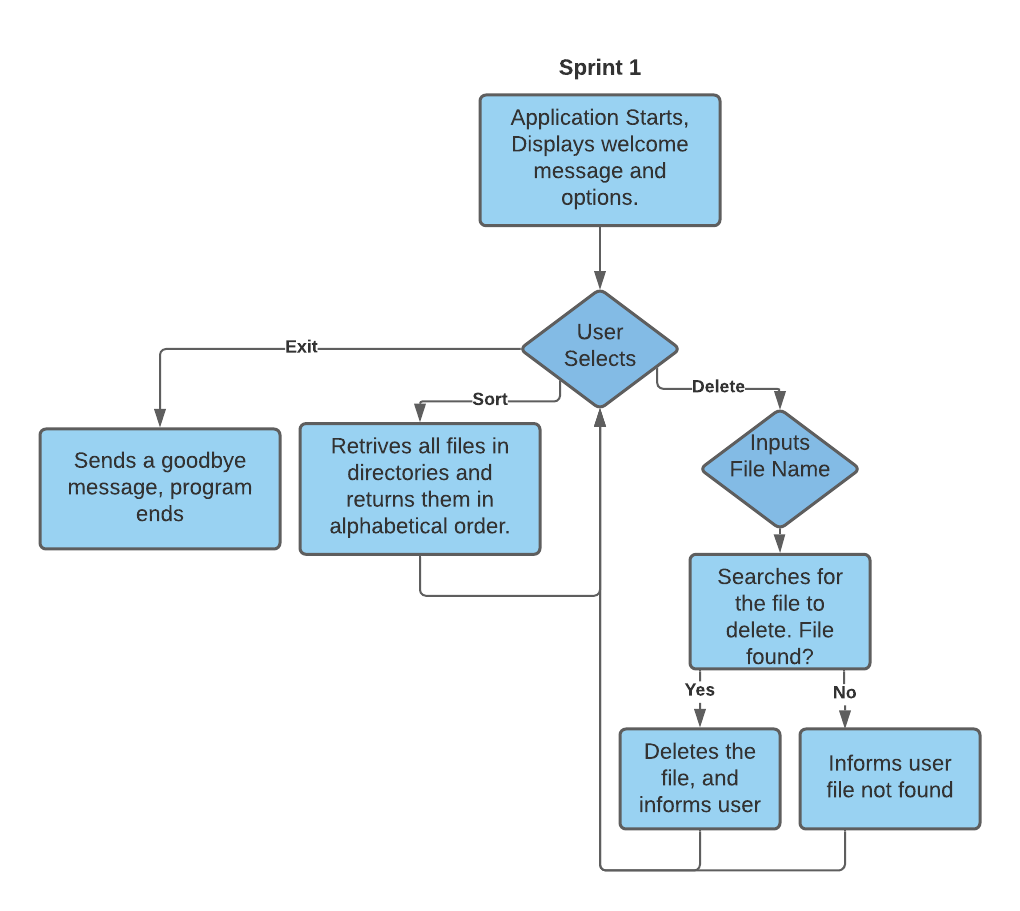 Sprint 1
Application Starts,
Displays welcome
message and
options.
User
Selects
Exit
Sort
Delete
Sends a goodbye
message, program
ends
Retrives all files in
directories and
returns them in
alphabetical order.
Inputs
File Name
Searches for
the file to
delete. File
found?
Yes
No
Deletes the
file, and
informs user
Informs user
file not found